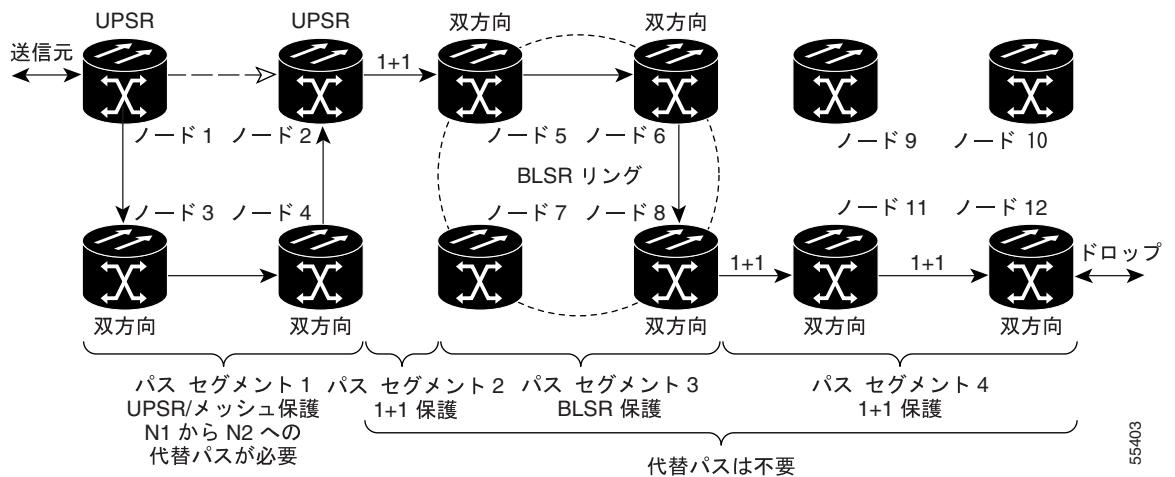 UPSR
UPSR
双方向
双方向
送信元
1+1
ノード 1
ノード 2
ノード 5
ノード 6
ノード 9
ノード 10
BLSR リング
ノード 3
ノード 4
ノード 7
ノード 8
ノード 11
ノード 12
1+1
1+1
ドロップ
双方向
双方向
双方向
双方向
双方向
パス セグメント 1
UPSR/メッシュ保護
N1 から N2 への
代替パスが必要
パス セグメント 2
1+1 保護
パス セグメント 3
BLSR 保護
パス セグメント 4
1+1 保護
代替パスは不要
55403